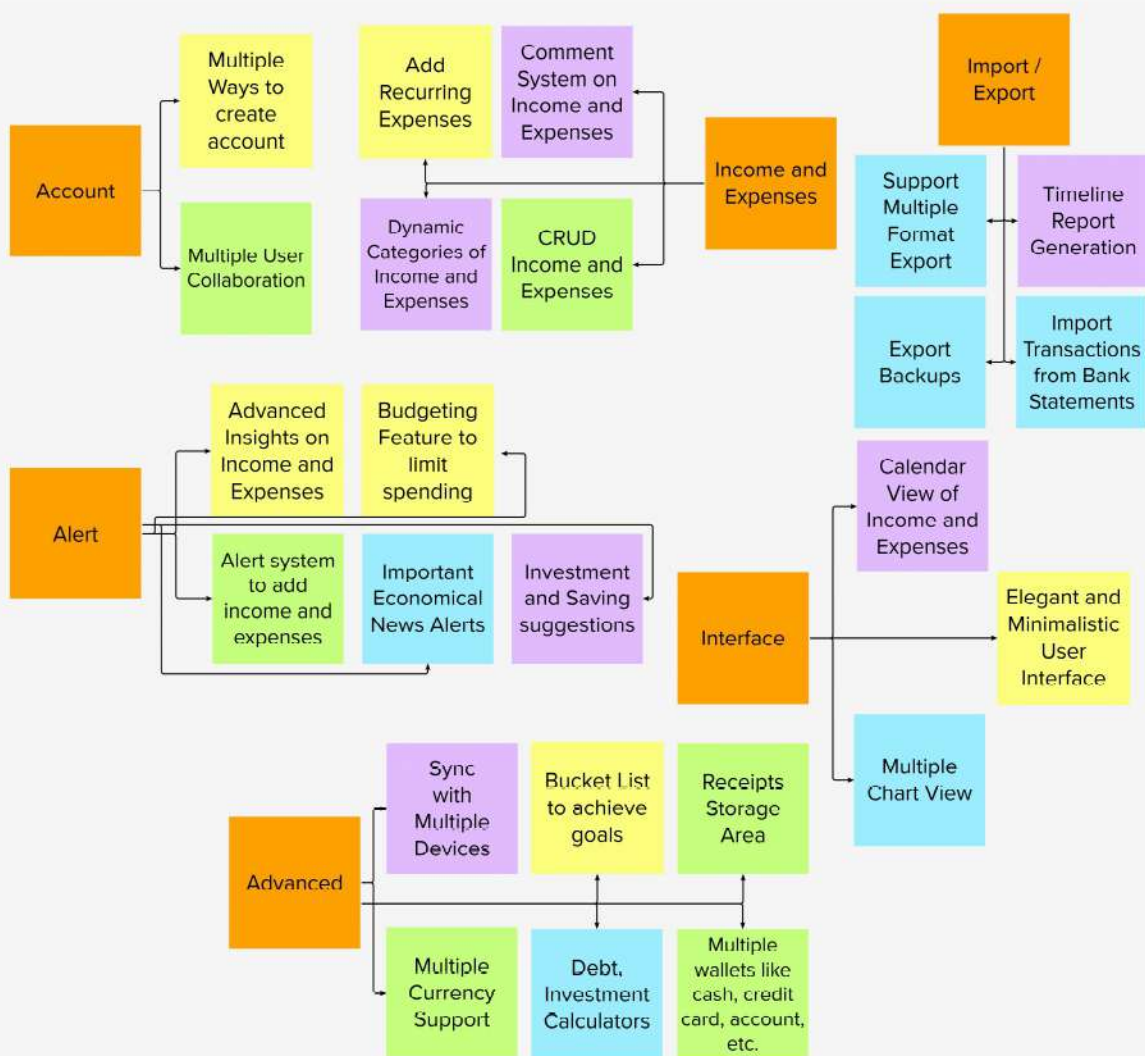 Multiple
Ways to
create
account
Account
Multiple User
Collaboration
Add
Recurring
Expenses
Comment
System on
Income and
Expenses
Income and
Expenses
Dynamic
Categories of
Income and
Expenses
CRUD
Income and
Expenses
Import /
Export
Support
Multiple
Format
Export
Timeline
Report
Generation
Export
Backups
Import
Transactions
from Bank
Statements
Advanced
Insights on
Income and
Expenses
Budgeting
Feature to
limit
spending
Alert
Alert system
to add
income and
expenses
Important
Economical
News Alerts
Investment
and Saving
suggestions
Calendar
View of
Income and
Expenses
Interface
Elegant and
Minimalistic
User
Interface
Multiple
Chart View
Sync
with
Multiple
Devices
Bucket List
to achieve
goals
Receipts
Storage
Area
Advanced
Multiple
Currency
Support
Debt,
Investment
Calculators
Multiple
wallets like
cash, credit
card, account,
etc.